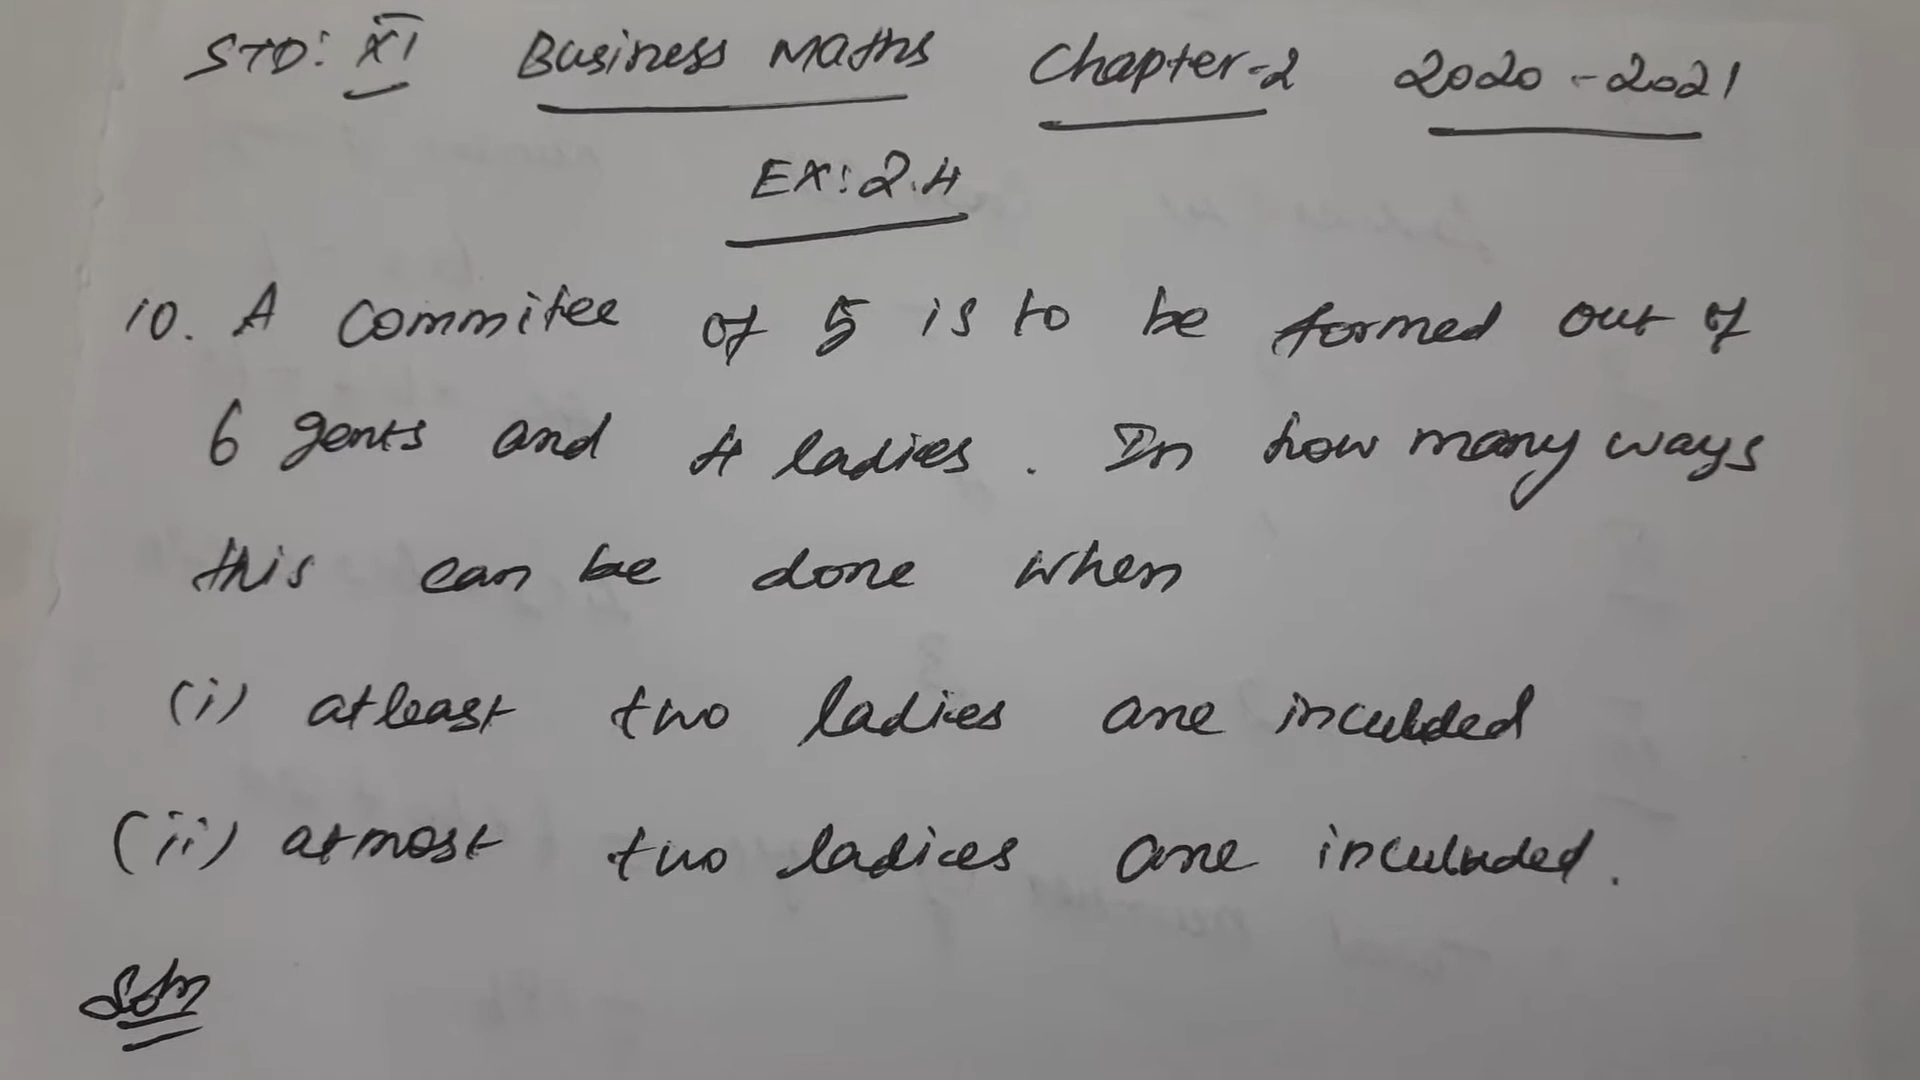 STD: XI Business Maths Chapter-2 2020-2021
EX: 2.4
10. A Commitee of 5 is to be formed out of
6 gents and 4 ladies. In how many ways
this can be done when
(i) atleast two ladies are inculded
(ii) atmost two ladies are inculuded.
Soln